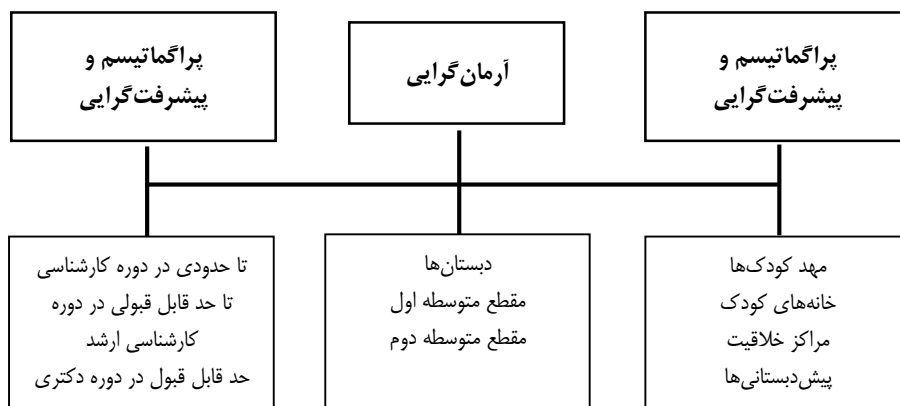 پراگماتیسم و
پیشرفت‌گرایی
آرمان‌گرایی
پراگماتیسم و
پیشرفت‌گرایی
مهد کودک‌ها
خانه‌های کودک
مراکز خلاقیت
پیش‌دبستانی‌ها
دبستان‌ها
مقطع متوسطه اول
مقطع متوسطه دوم
تا حدودی در دوره کارشناسی
تا حد قابل قبولی در دوره
کارشناسی ارشد
حد قابل قبول در دوره دکتری